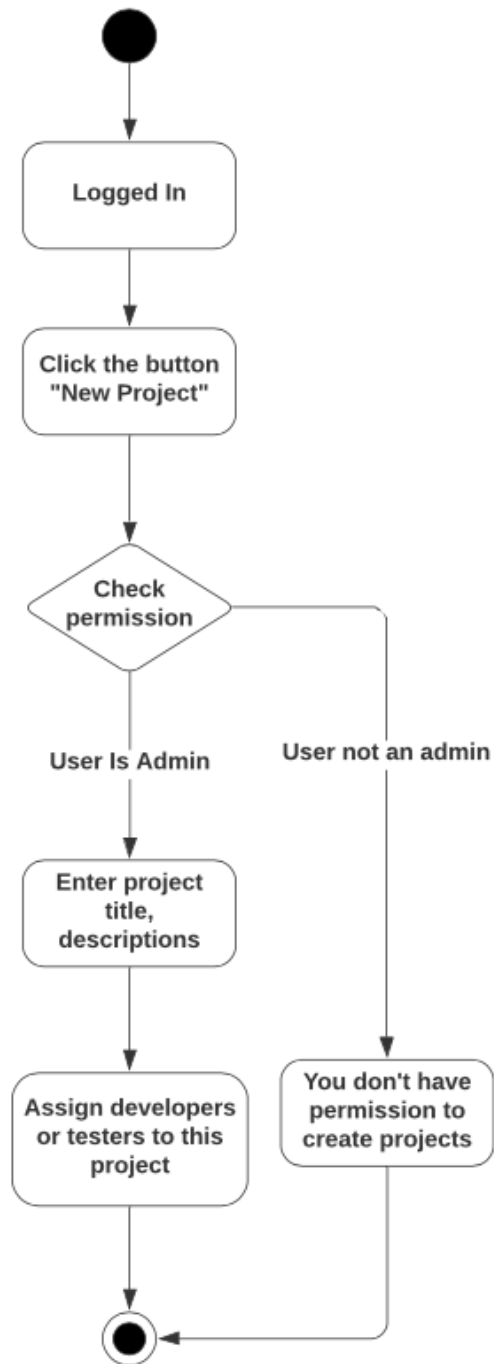 Logged In
Click the button
"New Project"
Check
permission
User Is Admin
User not an admin
Enter project
title,
descriptions
Assign developers
or testers to this
project
You don't have
permission to
create projects